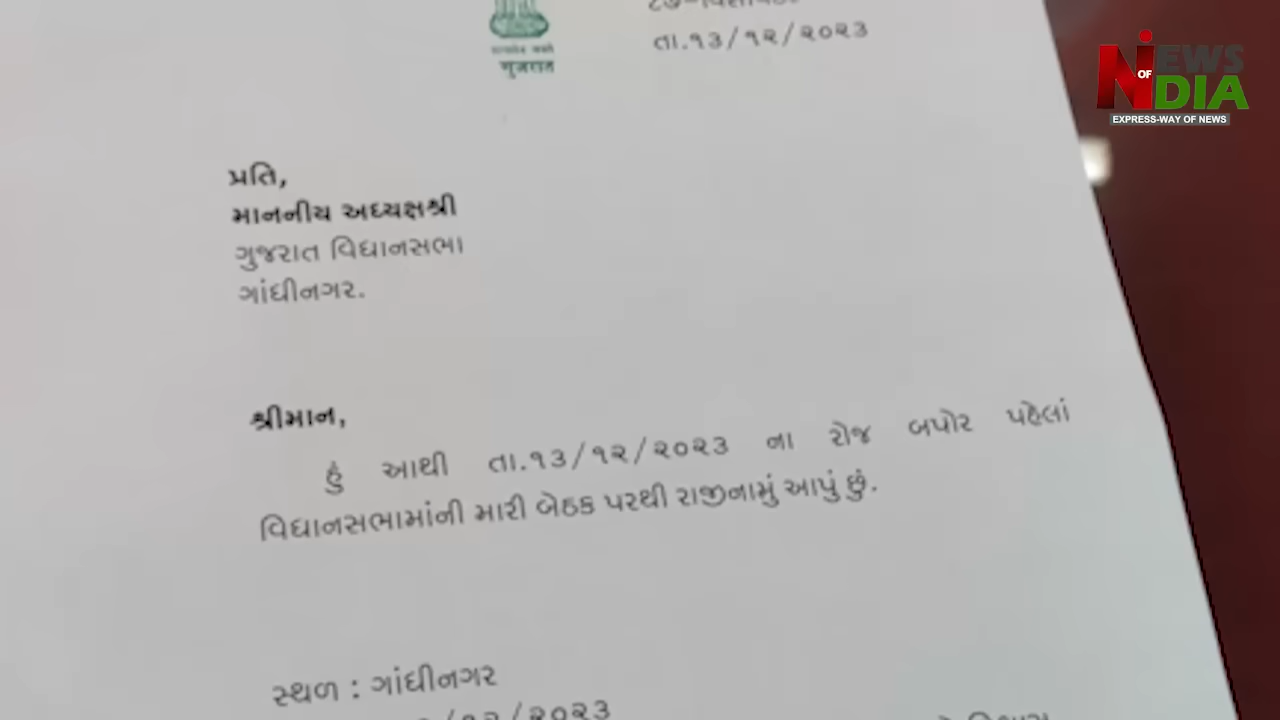 તા.૧૩/૧૨/૨૦૨૩
ગુજરાત
NEWS
OF
INDIA
EXPRESS-WAY OF NEWS
પ્રતિ,
માનનીય અધ્યક્ષશ્રી
ગુજરાત વિધાનસભા
ગાંધીનગર.
શ્રીમાન,
હું આથી તા.૧૩/૧૨/૨૦૨૩ ના રોજ બપોર પહેલાં
વિધાનસભામાંની મારી બેઠક પરથી રાજીનામું આપું છું.
સ્થળ : ગાંધીનગર